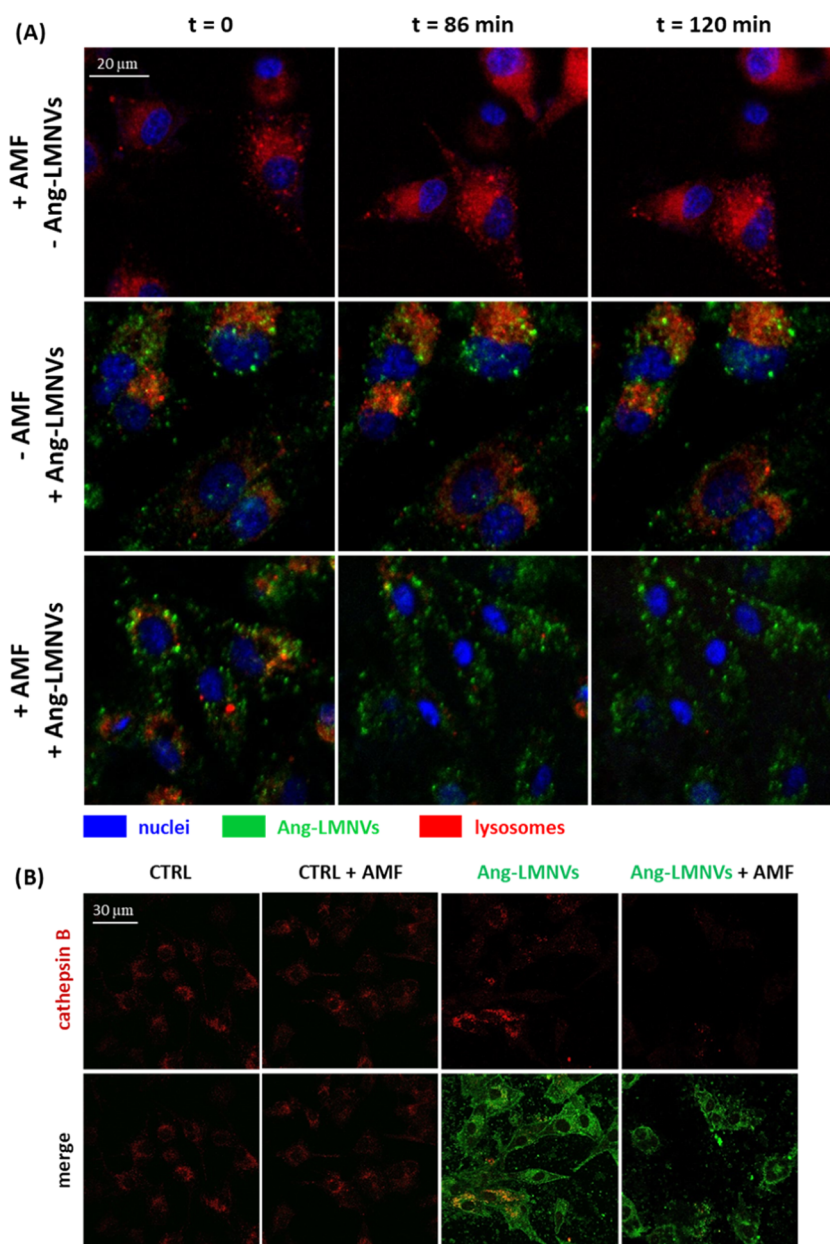 (A)
t = 0
t = 86 min
t = 120 min
20 µm
+ AMF
- Ang-LMNVs
- AMF
+ Ang-LMNVs
+ AMF
+ Ang-LMNVs
nuclei
Ang-LMNVs
lysosomes
(B)
CTRL
CTRL + AMF
Ang-LMNVs
Ang-LMNVs + AMF
30 µm
cathepsin B
merge